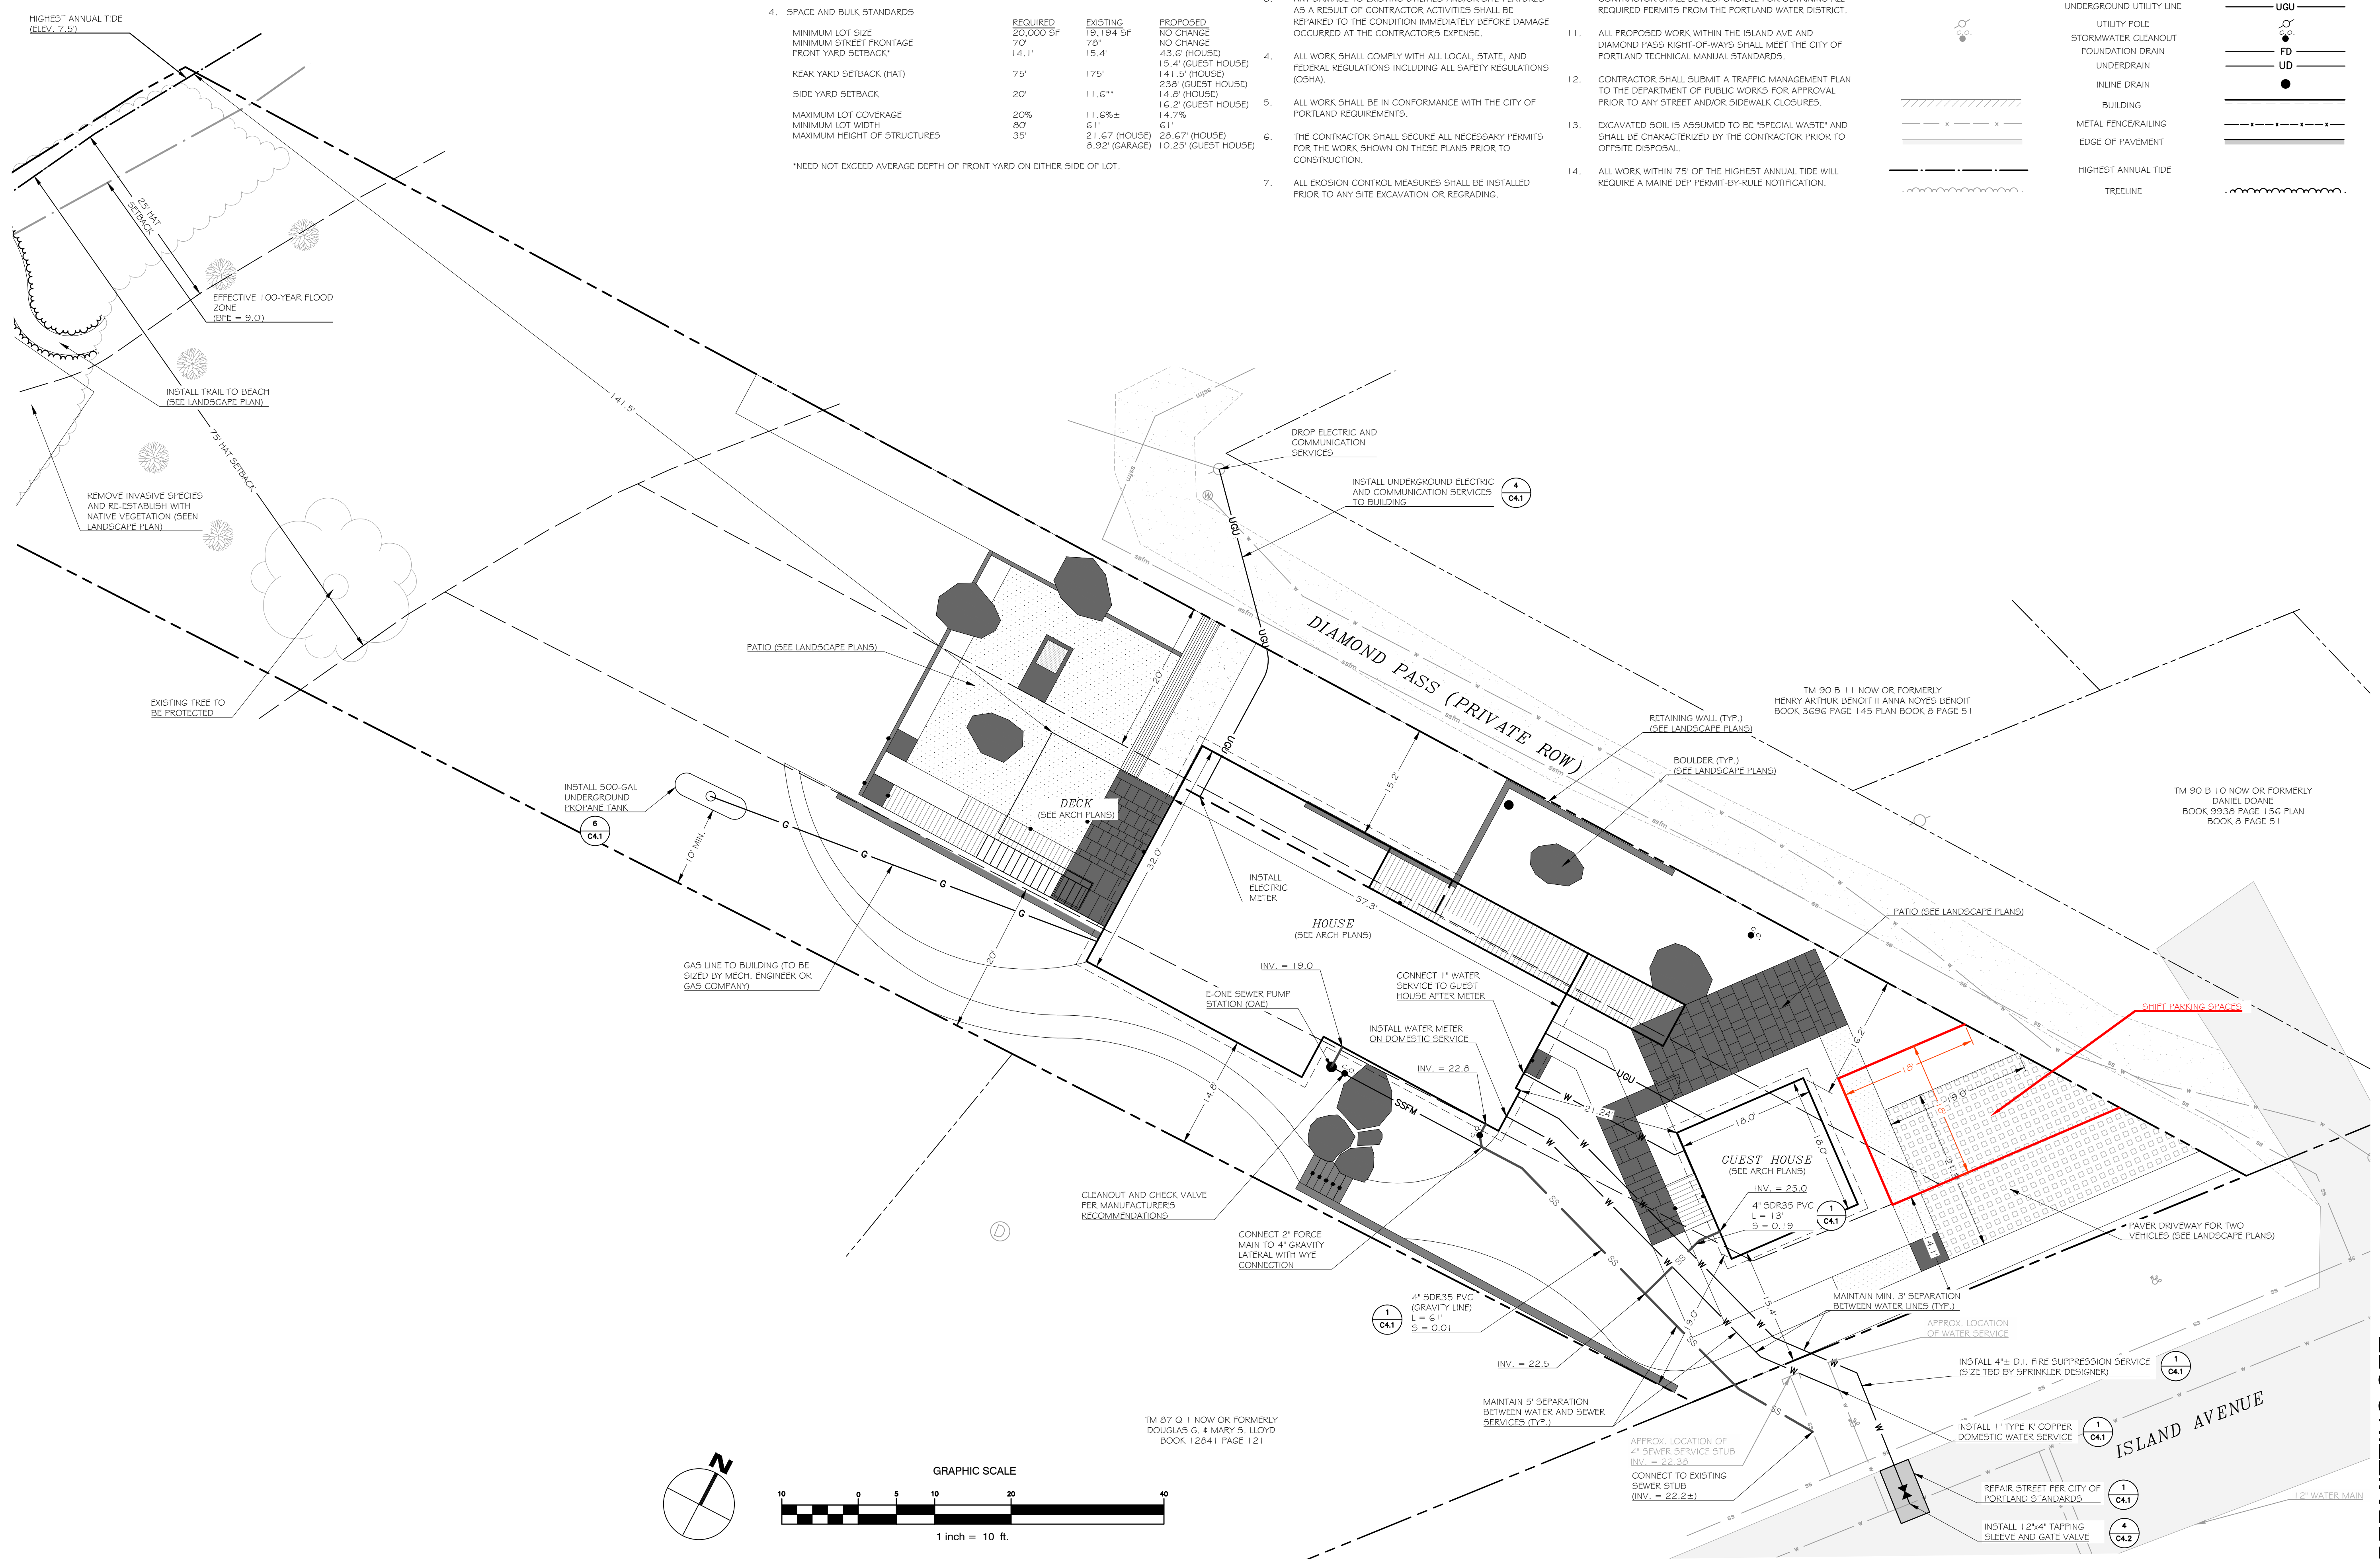 HIGHEST ANNUAL TIDE
(ELEV. 7.5')
4. SPACE AND BULK STANDARDS
REQUIRED EXISTING PROPOSED
MINIMUM LOT SIZE 20,000 SF 19,194 SF NO CHANGE
MINIMUM STREET FRONTAGE 70' 78" NO CHANGE
FRONT YARD SETBACK* 14.1' 15.4' 43.6' (HOUSE)
15.4' (GUEST HOUSE)
REAR YARD SETBACK (HAT) 75' 175' 141.5' (HOUSE)
238' (GUEST HOUSE)
SIDE YARD SETBACK 20' 11.6'** 14.8' (HOUSE)
16.2' (GUEST HOUSE)
MAXIMUM LOT COVERAGE 20% 11.6%± 14.7%
MINIMUM LOT WIDTH 80' 61' 61'
MAXIMUM HEIGHT OF STRUCTURES 35' 21.67' (HOUSE) 28.67' (HOUSE)
8.92' (GARAGE) 10.25' (GUEST HOUSE)
*NEED NOT EXCEED AVERAGE DEPTH OF FRONT YARD ON EITHER SIDE OF LOT.
AS A RESULT OF CONTRACTOR ACTIVITIES SHALL BE
REPAIRED TO THE CONDITION IMMEDIATELY BEFORE DAMAGE
OCCURRED AT THE CONTRACTOR'S EXPENSE.
4. ALL WORK SHALL COMPLY WITH ALL LOCAL, STATE, AND
FEDERAL REGULATIONS INCLUDING ALL SAFETY REGULATIONS
(OSHA).
5. ALL WORK SHALL BE IN CONFORMANCE WITH THE CITY OF
PORTLAND REQUIREMENTS.
6. THE CONTRACTOR SHALL SECURE ALL NECESSARY PERMITS
FOR THE WORK SHOWN ON THESE PLANS PRIOR TO
CONSTRUCTION.
7. ALL EROSION CONTROL MEASURES SHALL BE INSTALLED
PRIOR TO ANY SITE EXCAVATION OR REGRADING.
REQUIRED PERMITS FROM THE PORTLAND WATER DISTRICT.
11. ALL PROPOSED WORK WITHIN THE ISLAND AVE AND
DIAMOND PASS RIGHT-OF-WAYS SHALL MEET THE CITY OF
PORTLAND TECHNICAL MANUAL STANDARDS.
12. CONTRACTOR SHALL SUBMIT A TRAFFIC MANAGEMENT PLAN
TO THE DEPARTMENT OF PUBLIC WORKS FOR APPROVAL
PRIOR TO ANY STREET AND/OR SIDEWALK CLOSURES.
13. EXCAVATED SOIL IS ASSUMED TO BE "SPECIAL WASTE" AND
SHALL BE CHARACTERIZED BY THE CONTRACTOR PRIOR TO
OFFSITE DISPOSAL.
14. ALL WORK WITHIN 75' OF THE HIGHEST ANNUAL TIDE WILL
REQUIRE A MAINE DEP PERMIT-BY-RULE NOTIFICATION.
UNDERGROUND UTILITY LINE UGU
UTILITY POLE
c.o. STORMWATER CLEANOUT c.o.
FOUNDATION DRAIN FD
UNDERDRAIN UD
INLINE DRAIN
BUILDING
METAL FENCE/RAILING
EDGE OF PAVEMENT
HIGHEST ANNUAL TIDE
TREELINE
25' HAT
SETBACK
EFFECTIVE 100-YEAR FLOOD
ZONE
(BFE = 9.0')
INSTALL TRAIL TO BEACH
(SEE LANDSCAPE PLAN)
75' HAT SETBACK
141.5'
REMOVE INVASIVE SPECIES
AND RE-ESTABLISH WITH
NATIVE VEGETATION (SEEN
LANDSCAPE PLAN)
EXISTING TREE TO
BE PROTECTED
DROP ELECTRIC AND
COMMUNICATION
SERVICES
INSTALL UNDERGROUND ELECTRIC
AND COMMUNICATION SERVICES
TO BUILDING
4
C4.1
PATIO (SEE LANDSCAPE PLANS)
20'
DIAMOND PASS (PRIVATE ROW)
TM 90 B 11 NOW OR FORMERLY
HENRY ARTHUR BENOIT II ANNA NOYES BENOIT
BOOK 3696 PAGE 145 PLAN BOOK 8 PAGE 51
RETAINING WALL (TYP.)
(SEE LANDSCAPE PLANS)
BOULDER (TYP.)
(SEE LANDSCAPE PLANS)
TM 90 B 10 NOW OR FORMERLY
DANIEL DOANE
BOOK 9938 PAGE 156 PLAN
BOOK 8 PAGE 51
INSTALL 500-GAL
UNDERGROUND
PROPANE TANK
6
C4.1
10' MIN.
DECK
(SEE ARCH PLANS)
15.2'
32.0'
INSTALL
ELECTRIC
METER
57.3'
HOUSE
(SEE ARCH PLANS)
PATIO (SEE LANDSCAPE PLANS)
GAS LINE TO BUILDING (TO BE
SIZED BY MECH. ENGINEER OR
GAS COMPANY)
20'
INV. = 19.0
E-ONE SEWER PUMP
STATION (OAE)
CONNECT 1" WATER
SERVICE TO GUEST
HOUSE AFTER METER
INSTALL WATER METER
ON DOMESTIC SERVICE
INV. = 22.8
SHIFT PARKING SPACES
16.2'
18'
19.0'
14.8'
SSFM
UGU
21.24'
18.0'
18.0'
GUEST HOUSE
(SEE ARCH PLANS)
INV. = 25.0
4" SDR35 PVC
L = 13'
S = 0.19
1
C4.1
14.1'
CLEANOUT AND CHECK VALVE
PER MANUFACTURER'S
RECOMMENDATIONS
CONNECT 2" FORCE
MAIN TO 4" GRAVITY
LATERAL WITH WYE
CONNECTION
PAVER DRIVEWAY FOR TWO
VEHICLES (SEE LANDSCAPE PLANS)
1
C4.1
4" SDR35 PVC
(GRAVITY LINE)
L = 61'
S = 0.01
19.0'
15.4'
MAINTAIN MIN. 3' SEPARATION
BETWEEN WATER LINES (TYP.)
APPROX. LOCATION
OF WATER SERVICE
INV. = 22.5
INSTALL 4"± D.I. FIRE SUPPRESSION SERVICE
(SIZE TBD BY SPRINKLER DESIGNER)
1
C4.1
MAINTAIN 5' SEPARATION
BETWEEN WATER AND SEWER
SERVICES (TYP.)
TM 87 Q 1 NOW OR FORMERLY
DOUGLAS G. & MARY S. LLOYD
BOOK 12841 PAGE 121
INSTALL 1" TYPE 'K' COPPER
DOMESTIC WATER SERVICE
1
C4.1
ISLAND AVENUE
APPROX. LOCATION OF
4" SEWER SERVICE STUB
INV. = 22.38
CONNECT TO EXISTING
SEWER STUB
(INV. = 22.2±)
REPAIR STREET PER CITY OF
PORTLAND STANDARDS
1
C4.1
12" WATER MAIN
INSTALL 12"x4" TAPPING
SLEEVE AND GATE VALVE
4
C4.2
N
GRAPHIC SCALE
10 0 5 10 20 40
1 inch = 10 ft.